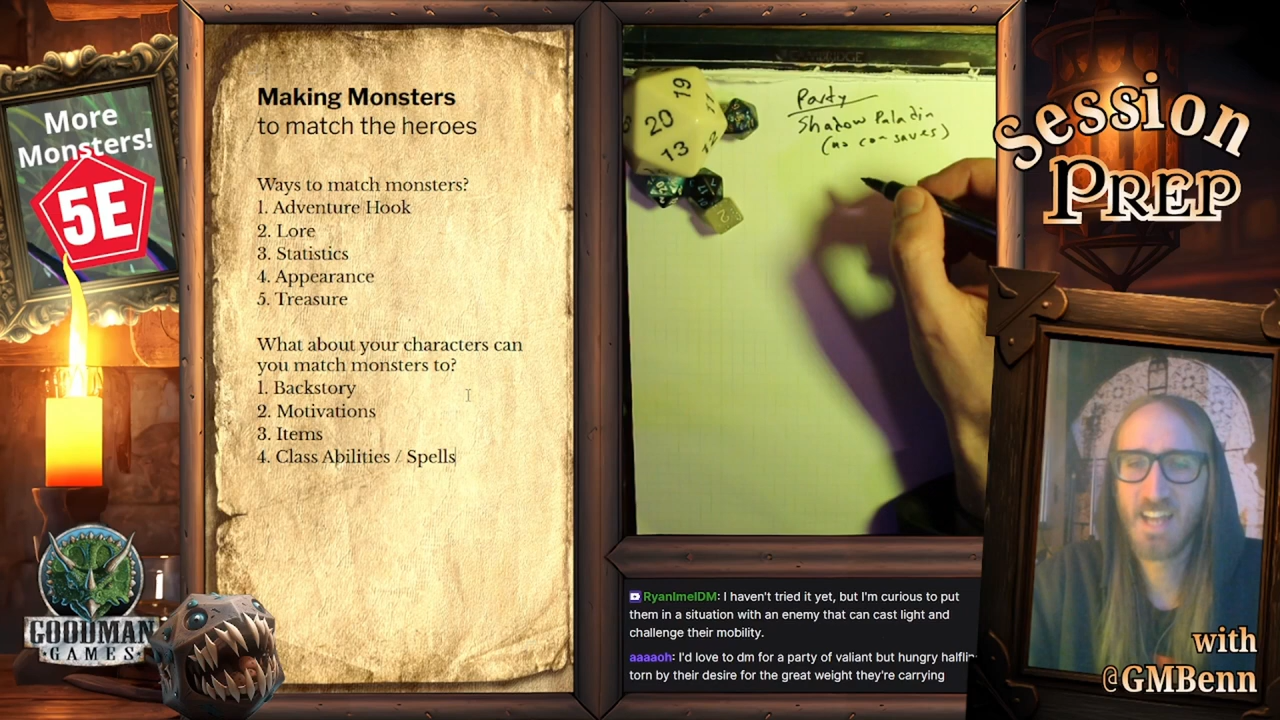 More
Monsters!
5E
GOODMAN
GAMES
Making Monsters
to match the heroes
Ways to match monsters?
1. Adventure Hook
2. Lore
3. Statistics
4. Appearance
5. Treasure
What about your characters can
you match monsters to?
1. Backstory
2. Motivations
3. Items
4. Class Abilities / Spells
19
20
13
12
2
Party
Shadow Paladin
(no con saves)
RyanImelDM: I haven't tried it yet, but I'm curious to put
them in a situation with an enemy that can cast light and
challenge their mobility.
aaaaoh: I'd love to dm for a party of valiant but hungry
torn by their desire for the great weight they're carrying
Session
PREP
with
@GMBenn